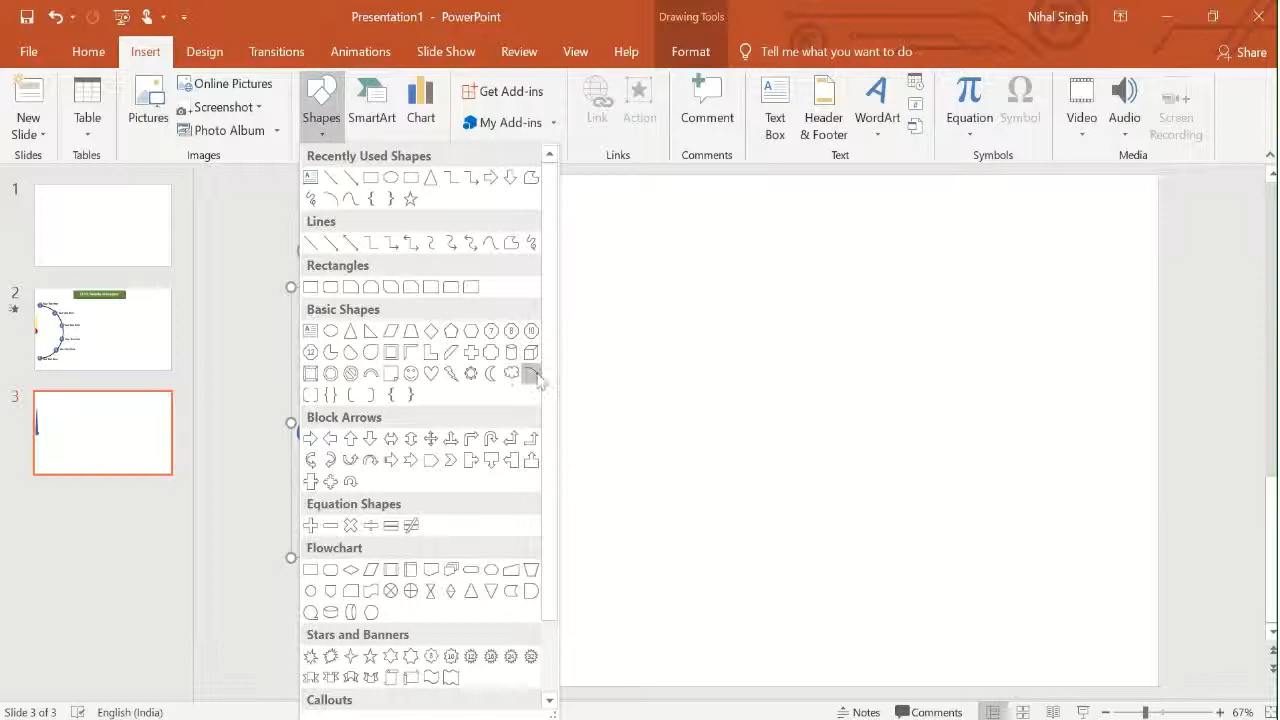 Presentation1 - PowerPoint
Drawing Tools
Nihal Singh
File Home Insert Design Transitions Animations Slide Show Review View Help Format Tell me what you want to do Share
New Slide
Slides
Table
Tables
Pictures
Online Pictures
Screenshot
Photo Album
Images
Shapes
SmartArt
Chart
Get Add-ins
My Add-ins
Link
Action
Links
Comment
Comments
Text Box
Header & Footer
WordArt
Text
Equation
Symbol
Symbols
Video
Audio
Screen Recording
Media
Recently Used Shapes
Lines
Rectangles
Basic Shapes
Block Arrows
Equation Shapes
Flowchart
Stars and Banners
Callouts
1
2
3
Slide 3 of 3
English (India)
Notes
Comments
67%